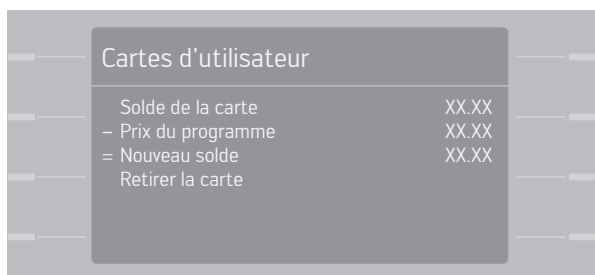 Cartes d'utilisateur
Solde de la carte XX.XX
– Prix du programme XX.XX
= Nouveau solde XX.XX
Retirer la carte